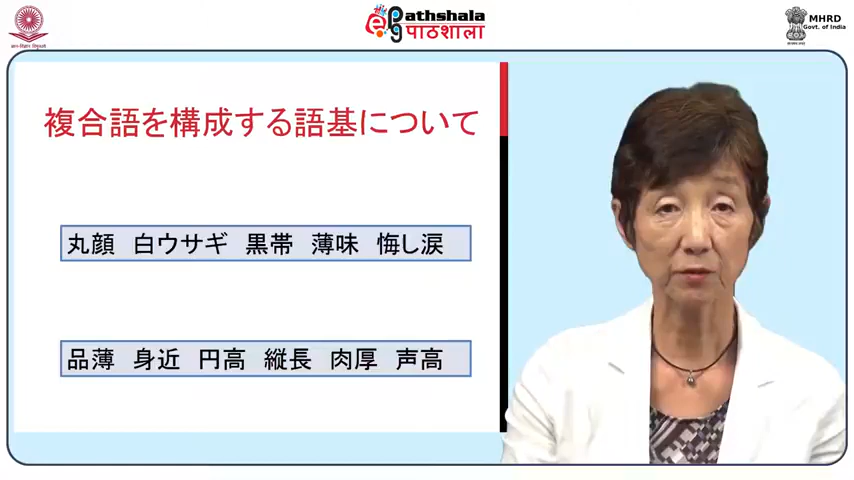 ePathshala
पाठशाला
MHRD
Govt. of India
複合語を構成する語基について
丸顔 白ウサギ 黒帯 薄味 悔し涙
品薄 身近 円高 縦長 肉厚 声高